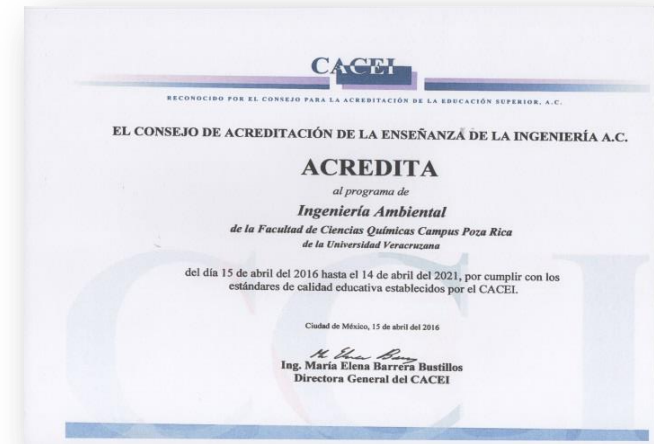 CACEI
RECONOCIDO POR EL CONSEJO PARA LA ACREDITACIÓN DE LA EDUCACIÓN SUPERIOR, A.C.
EL CONSEJO DE ACREDITACIÓN DE LA ENSEÑANZA DE LA INGENIERÍA A.C.
ACREDITA
al programa de
Ingeniería Ambiental
de la Facultad de Ciencias Químicas Campus Poza Rica
de la Universidad Veracruzana
del día 15 de abril del 2016 hasta el 14 de abril del 2021, por cumplir con los
estándares de calidad educativa establecidos por el CACEI.
Ciudad de México, 15 de abril del 2016
Ing. María Elena Barrera Bustillos
Directora General del CACEI